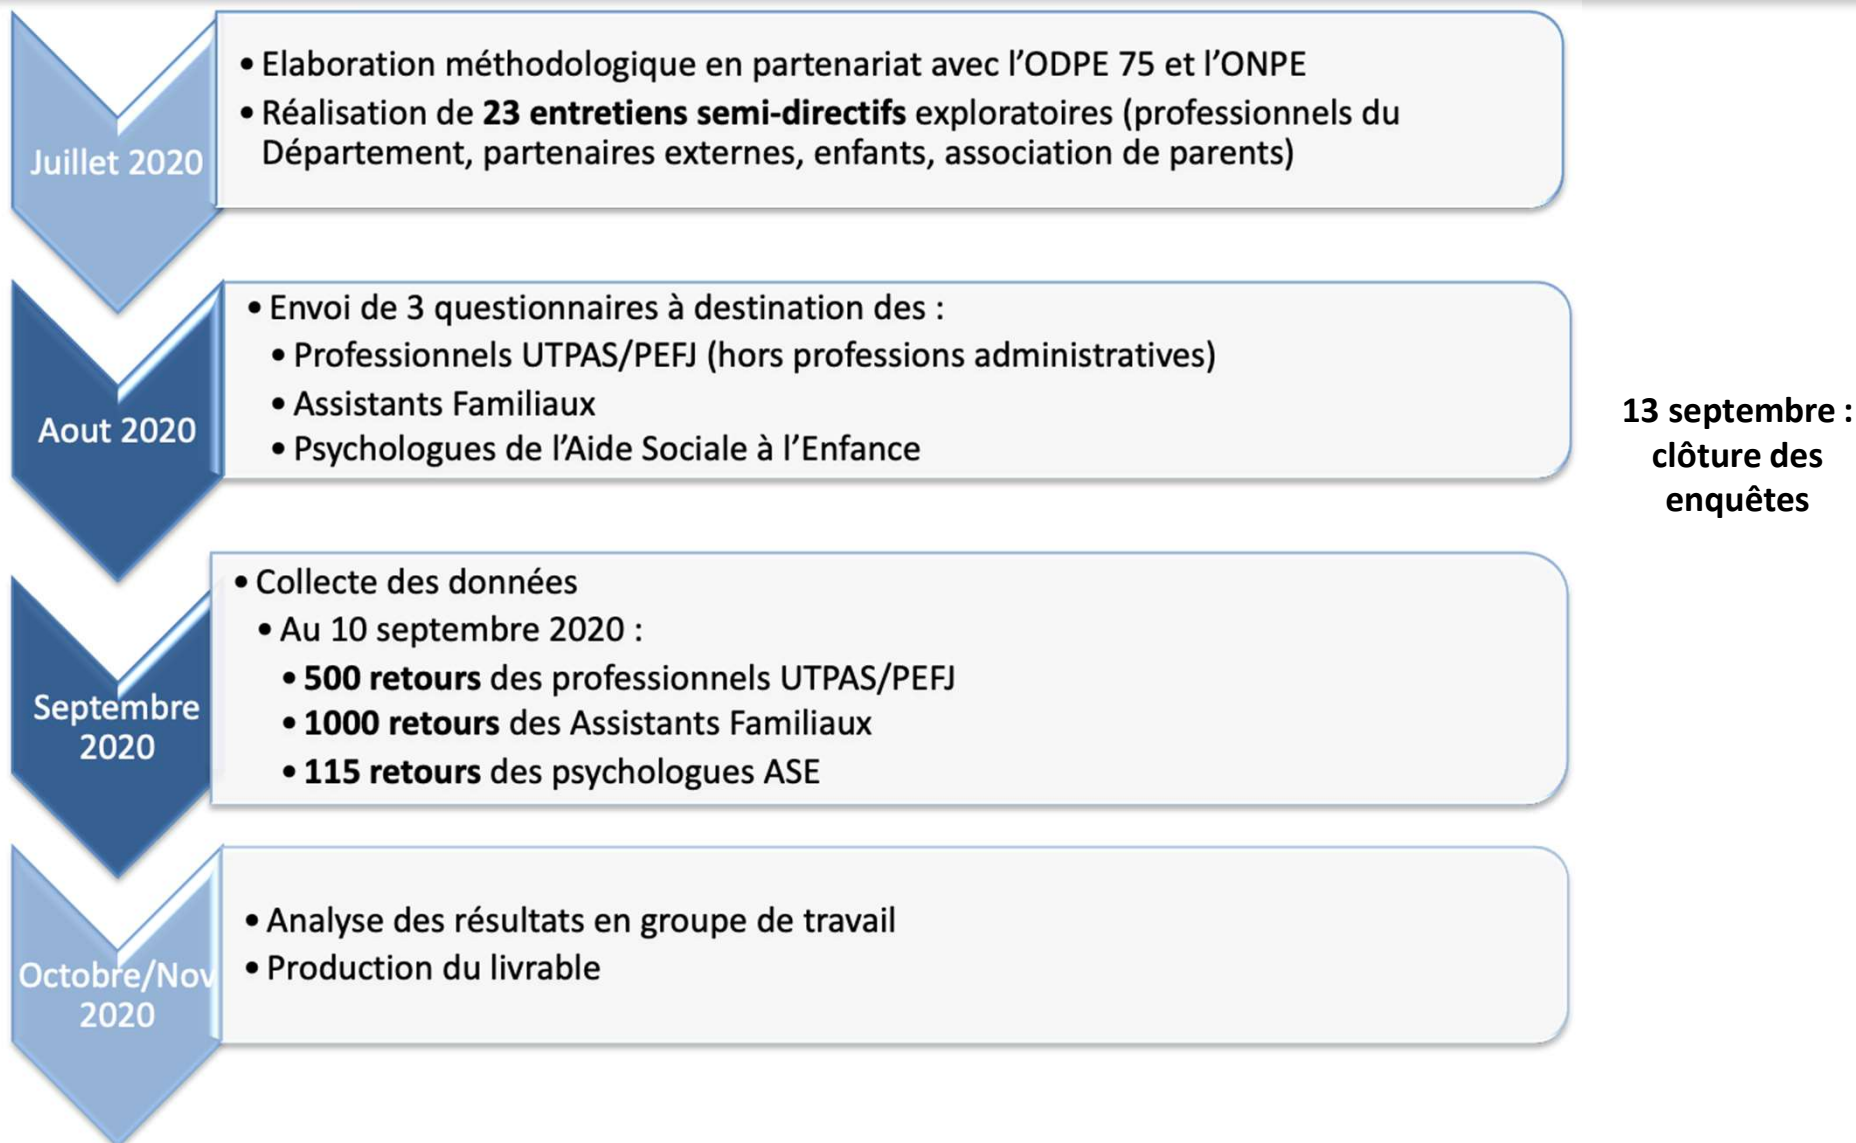 Juillet 2020
• Elaboration méthodologique en partenariat avec l'ODPE 75 et l'ONPE
• Réalisation de 23 entretiens semi-directifs exploratoires (professionnels du
Département, partenaires externes, enfants, association de parents)
Aout 2020
• Envoi de 3 questionnaires à destination des :
• Professionnels UTPAS/PEFJ (hors professions administratives)
• Assistants Familiaux
• Psychologues de l'Aide Sociale à l'Enfance
13 septembre :
clôture des
enquêtes
Septembre
2020
• Collecte des données
• Au 10 septembre 2020 :
• 500 retours des professionnels UTPAS/PEFJ
• 1000 retours des Assistants Familiaux
• 115 retours des psychologues ASE
Octobre/Nov
2020
• Analyse des résultats en groupe de travail
• Production du livrable